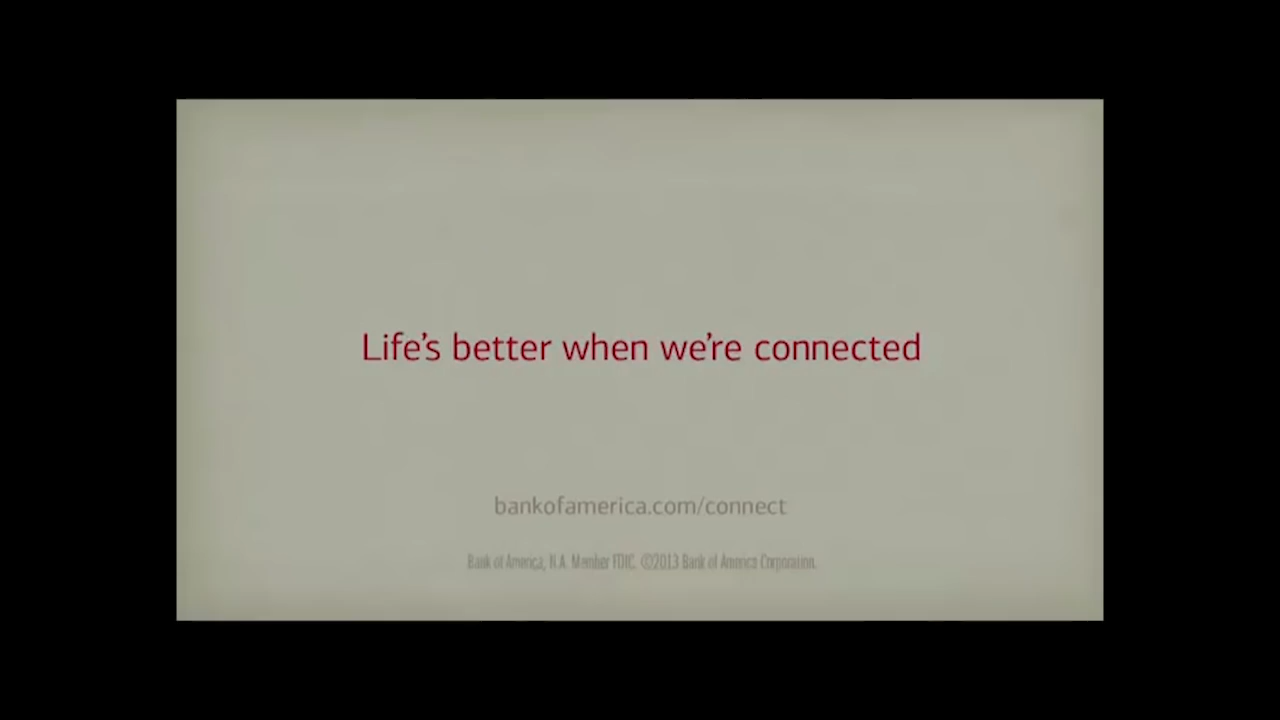 Life's better when we're connected
bankofamerica.com/connect
Bank of America, N.A. Member FDIC. ©2013 Bank of America Corporation.